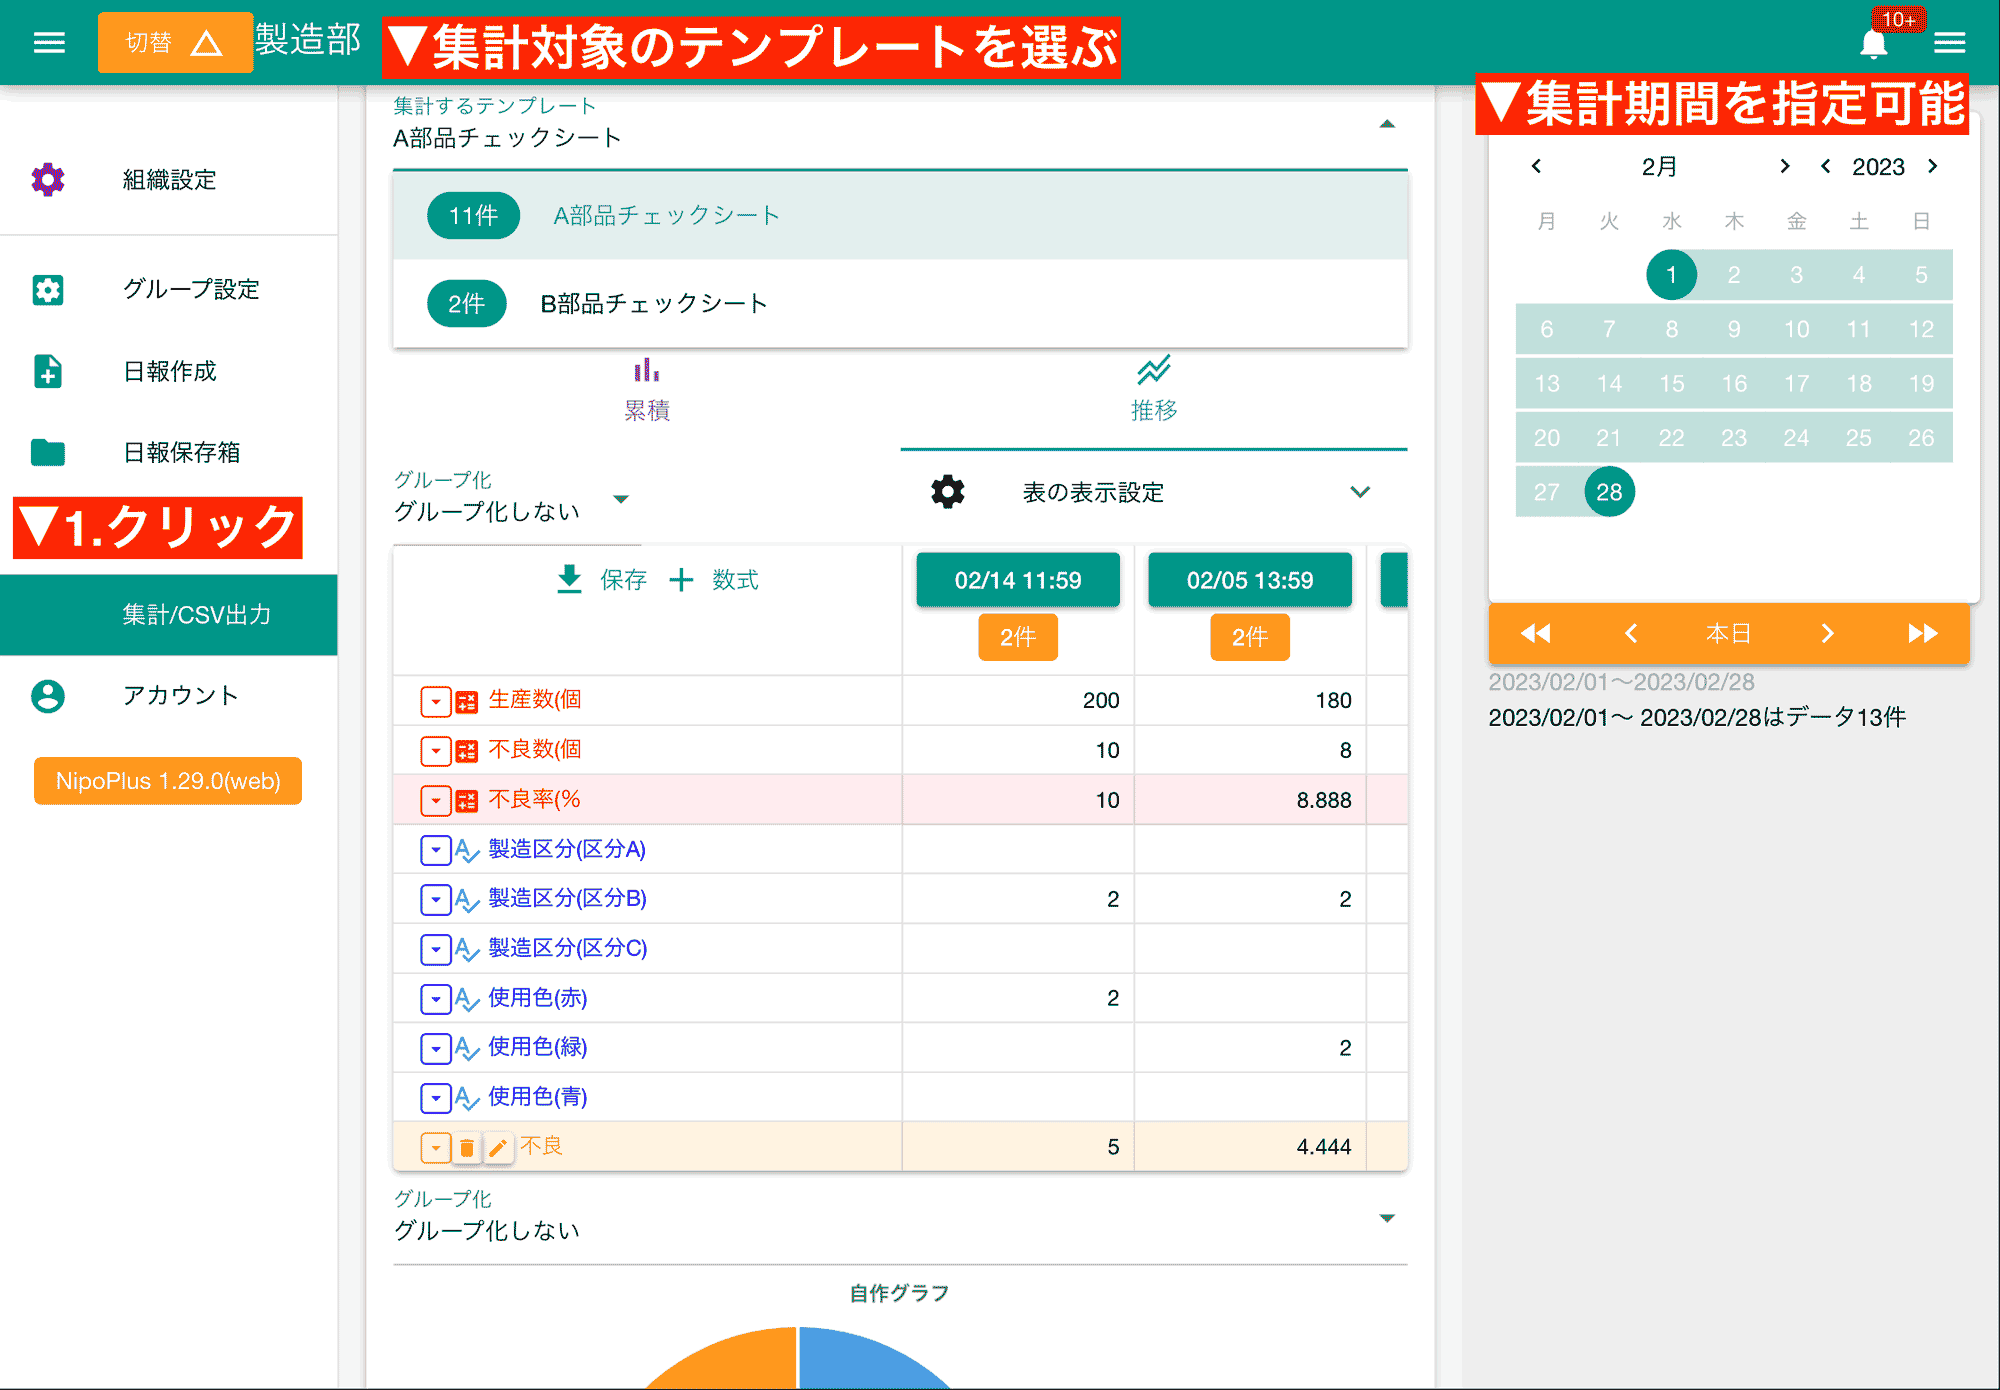 切替 製造部
▼集計対象のテンプレートを選ぶ
10+
組織設定
グループ設定
日報作成
日報保存箱
▼1.クリック
集計/CSV出力
アカウント
NipoPlus 1.29.0(web)
集計するテンプレート
A部品チェックシート
11件 A部品チェックシート
2件 B部品チェックシート
累積 推移
グループ化
グループ化しない
表の表示設定
保存 数式 02/14 11:59 02/05 13:59
2件 2件
生産数(個 200 180
不良数(個 10 8
不良率(% 10 8.888
製造区分(区分A)
製造区分(区分B) 2 2
製造区分(区分C)
使用色(赤) 2
使用色(緑) 2
使用色(青)
不良 5 4.444
グループ化
グループ化しない
自作グラフ
▼集計期間を指定可能
2月 2023
月 火 水 木 金 土 日
1 2 3 4 5
6 7 8 9 10 11 12
13 14 15 16 17 18 19
20 21 22 23 24 25 26
27 28
本日
2023/02/01〜2023/02/28
2023/02/01〜 2023/02/28はデータ13件